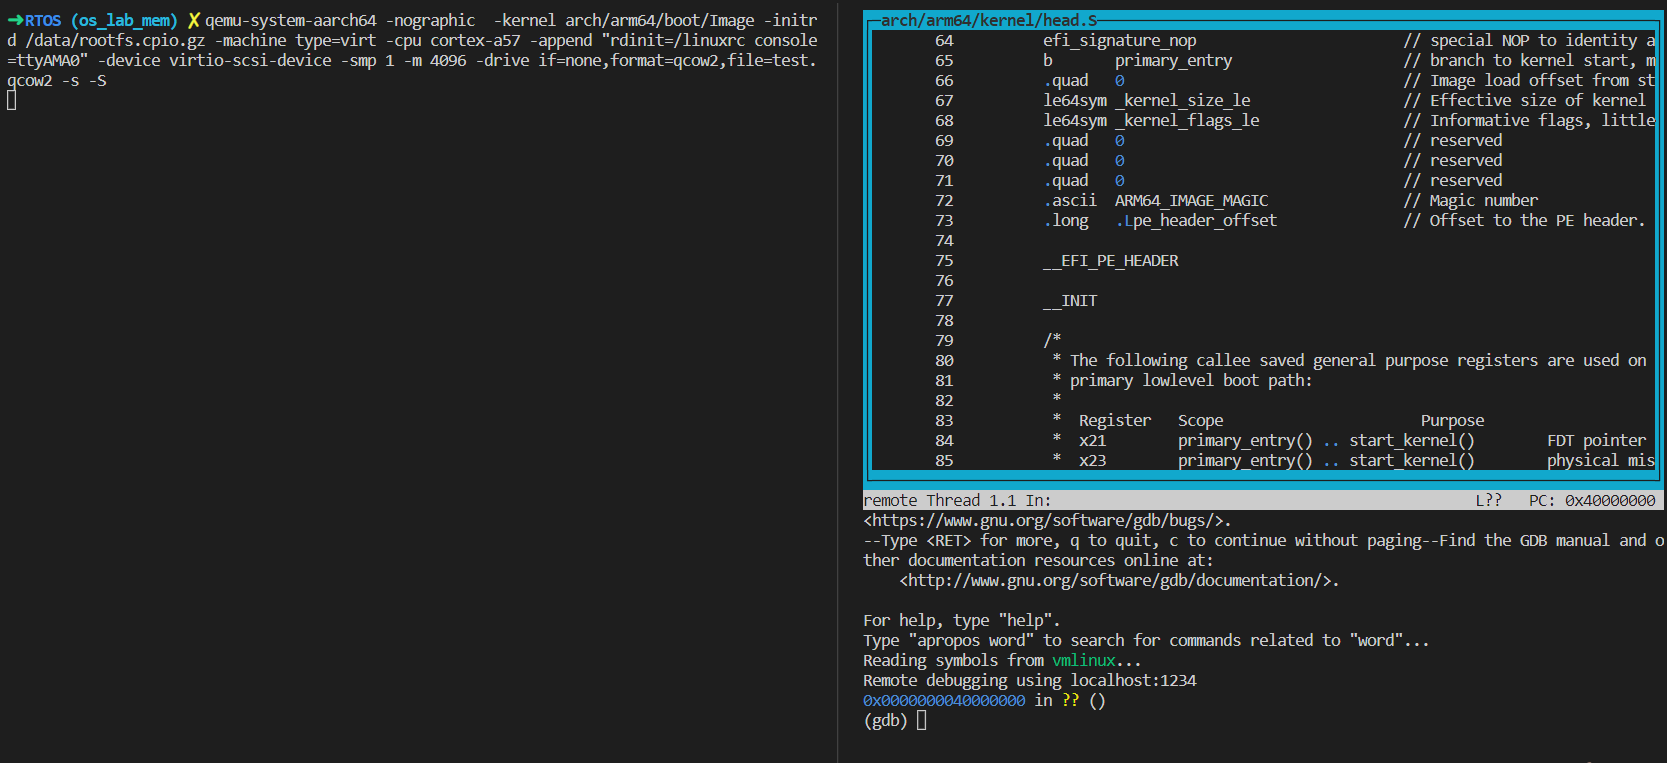 ➜RTOS (os_lab_mem) ✗ qemu-system-aarch64 -nographic  -kernel arch/arm64/boot/Image -initr
d /data/rootfs.cpio.gz -machine type=virt -cpu cortex-a57 -append "rdinit=/linuxrc console
=ttyAMA0" -device virtio-scsi-device -smp 1 -m 4096 -drive if=none,format=qcow2,file=test.
qcow2 -s -S
arch/arm64/kernel/head.S
64 efi_signature_nop // special NOP to identity a
65 b primary_entry // branch to kernel start, m
66 .quad 0 // Image load offset from st
67 le64sym _kernel_size_le // Effective size of kernel
68 le64sym _kernel_flags_le // Informative flags, little
69 .quad 0 // reserved
70 .quad 0 // reserved
71 .quad 0 // reserved
72 .ascii ARM64_IMAGE_MAGIC // Magic number
73 .long .Lpe_header_offset // Offset to the PE header.
74
75 __EFI_PE_HEADER
76
77 __INIT
78
79 /*
80 * The following callee saved general purpose registers are used on
81 * primary lowlevel boot path:
82 *
83 * Register Scope Purpose
84 * x21 primary_entry() .. start_kernel() FDT pointer
85 * x23 primary_entry() .. start_kernel() physical mis
remote Thread 1.1 In: L?? PC: 0x40000000
<https://www.gnu.org/software/gdb/bugs/>.
--Type <RET> for more, q to quit, c to continue without paging--Find the GDB manual and o
ther documentation resources online at:
<http://www.gnu.org/software/gdb/documentation/>.
For help, type "help".
Type "apropos word" to search for commands related to "word"...
Reading symbols from vmlinux...
Remote debugging using localhost:1234
0x0000000040000000 in ?? ()
(gdb)